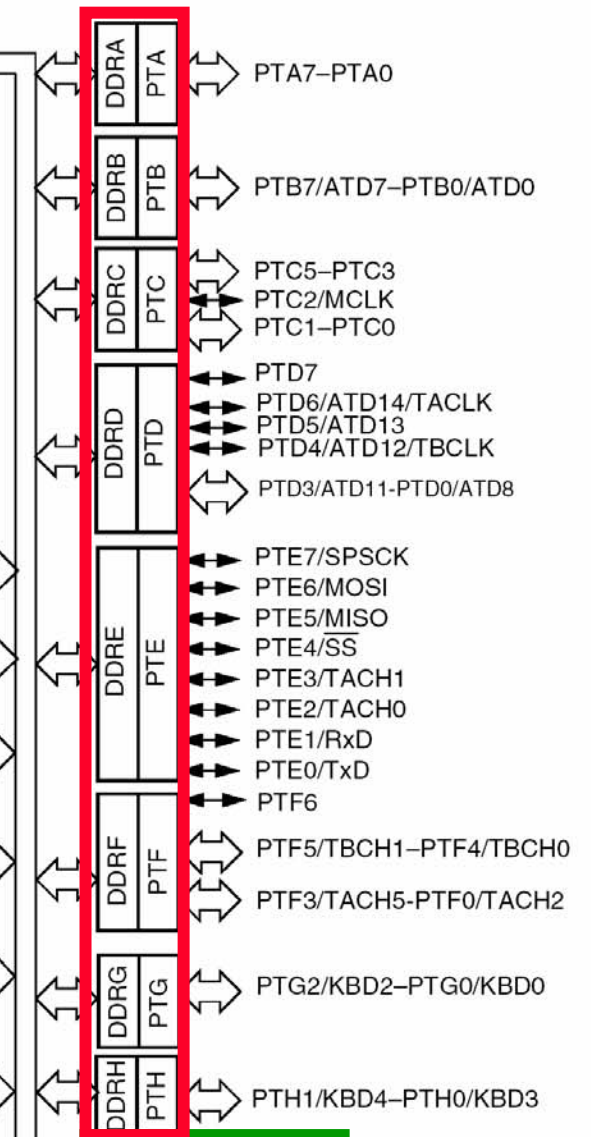 DDRA PTA PTA7–PTA0
DDRB PTB PTB7/ATD7–PTB0/ATD0
DDRC PTC PTC5–PTC3
PTC2/MCLK
PTC1–PTC0
DDRD PTD PTD7
PTD6/ATD14/TACLK
PTD5/ATD13
PTD4/ATD12/TBCLK
PTD3/ATD11-PTD0/ATD8
DDRE PTE PTE7/SPSCK
PTE6/MOSI
PTE5/MISO
PTE4/S̅S̅
PTE3/TACH1
PTE2/TACH0
PTE1/RxD
PTE0/TxD
DDRF PTF PTF6
PTF5/TBCH1–PTF4/TBCH0
PTF3/TACH5-PTF0/TACH2
DDRG PTG PTG2/KBD2–PTG0/KBD0
DDRH PTH PTH1/KBD4–PTH0/KBD3